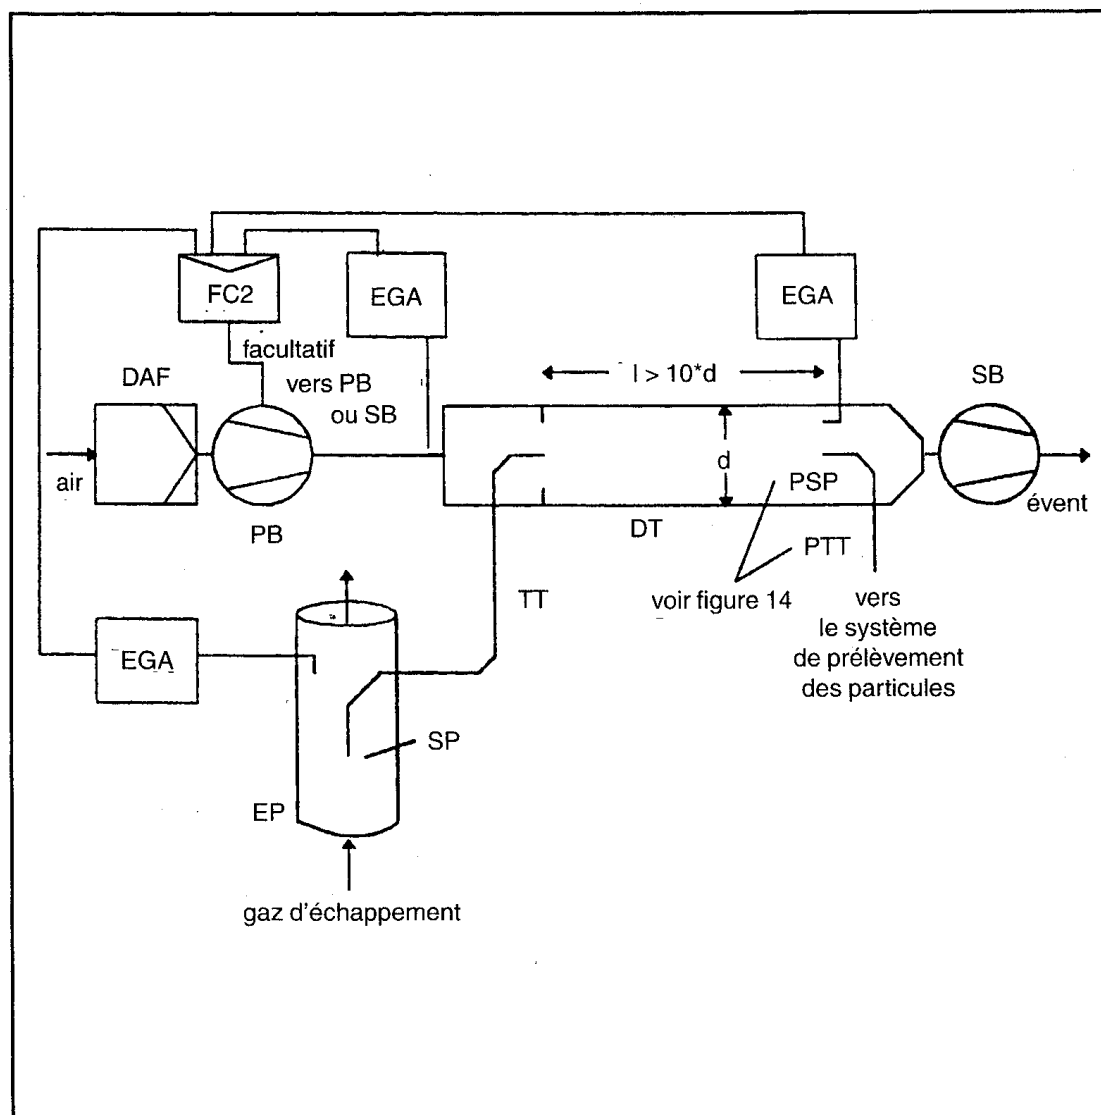 FC2
EGA
EGA
facultatif
vers PB
ou SB
DAF
l > 10*d
SB
air
d
PSP
évent
PB
DT
PTT
voir figure 14
TT
vers
le système
de prélèvement
des particules
EGA
SP
EP
gaz d'échappement